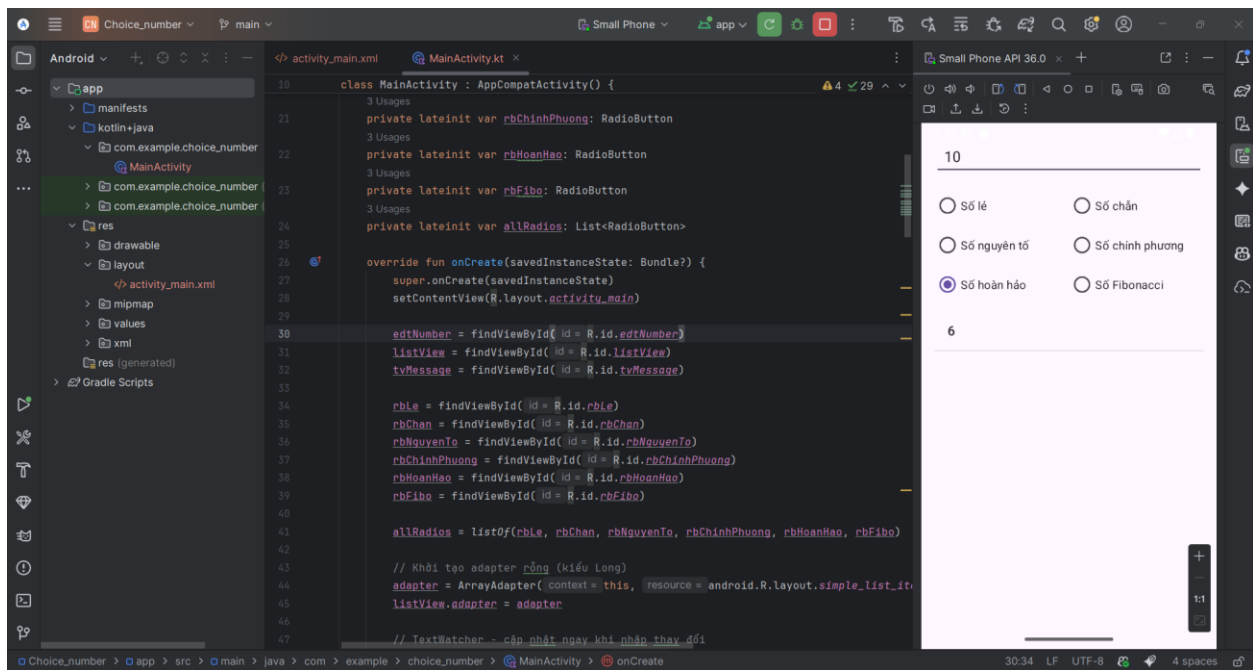 CN Choice_number main Small Phone app
Android
app
manifests
kotlin+java
com.example.choice_number
MainActivity
com.example.choice_number
com.example.choice_number
res
drawable
layout
activity_main.xml
mipmap
values
xml
res (generated)
Gradle Scripts
activity_main.xml MainActivity.kt
10 class MainActivity : AppCompatActivity() { 4 29
3 Usages
21 private lateinit var rbChinhPhuong: RadioButton
3 Usages
22 private lateinit var rbHoanHao: RadioButton
3 Usages
23 private lateinit var rbFibo: RadioButton
3 Usages
24 private lateinit var allRadios: List<RadioButton>
25
26 override fun onCreate(savedInstanceState: Bundle?) {
27 super.onCreate(savedInstanceState)
28 setContentView(R.layout.activity_main)
29
30 edtNumber = findViewById( id = R.id.edtNumber)
31 listView = findViewById( id = R.id.listView)
32 tvMessage = findViewById( id = R.id.tvMessage)
33
34 rbLe = findViewById( id = R.id.rbLe)
35 rbChan = findViewById( id = R.id.rbChan)
36 rbNguyenTo = findViewById( id = R.id.rbNguyenTo)
37 rbChinhPhuong = findViewById( id = R.id.rbChinhPhuong)
38 rbHoanHao = findViewById( id = R.id.rbHoanHao)
39 rbFibo = findViewById( id = R.id.rbFibo)
40
41 allRadios = listOf(rbLe, rbChan, rbNguyenTo, rbChinhPhuong, rbHoanHao, rbFibo)
42
43 // Khởi tạo adapter rỗng (kiểu Long)
44 adapter = ArrayAdapter( context = this, resource = android.R.layout.simple_list_it
45 listView.adapter = adapter
46
47 // TextWatcher - cập nhật ngay khi nhập thay đổi
Small Phone API 36.0
10
Số lẻ Số chẵn
Số nguyên tố Số chính phương
Số hoàn hảo Số Fibonacci
6
1:1
Choice_number > app > src > main > java > com > example > choice_number > MainActivity > onCreate 30:34 LF UTF-8 4 spaces